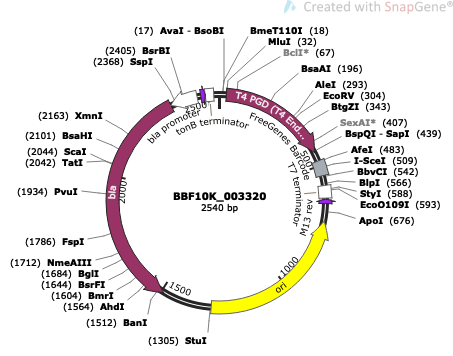 Created with SnapGene®
(17) AvaI - BsoBI
BmeT110I (18)
MluI (32)
BclI* (67)
BsaAI (196)
AleI (293)
EcoRV (304)
BtgZI (343)
SexAI* (407)
BspQI - SapI (439)
AfeI (483)
I-SceI (509)
BbvCI (542)
BlpI (566)
StyI (588)
EcoO109I (593)
ApoI (676)
(2405) BsrBI
(2368) SspI
(2163) XmnI
(2101) BsaHI
(2044) ScaI
(2042) TatI
(1934) PvuI
(1786) FspI
(1712) NmeAIII
(1684) BglI
(1644) BsrFI
(1604) BmrI
(1564) AhdI
(1512) BanI
(1305) StuI
T4 PGD (T4 End...
FreeGenes Barcode
T7 terminator
M13 rev
tonB terminator
bla promoter
bla
ori
500
1000
1500
2000
2500
BBF10K_003320
2540 bp